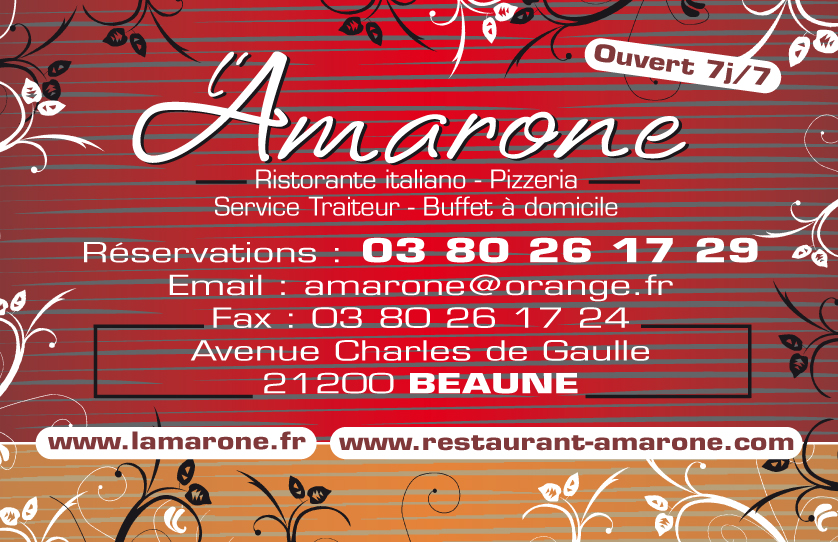 Ouvert 7j/7
l'Amarone
Ristorante italiano - Pizzeria
Service Traiteur - Buffet à domicile
Réservations : 03 80 26 17 29
Email : amarone@orange.fr
Fax : 03 80 26 17 24
Avenue Charles de Gaulle
21200 BEAUNE
www.lamarone.fr www.restaurant-amarone.com